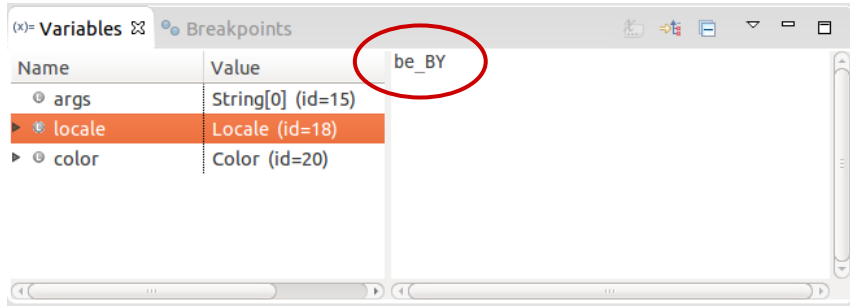 (x)= Variables Breakpoints
Name Value
args String[0] (id=15)
locale Locale (id=18)
color Color (id=20)
be_BY